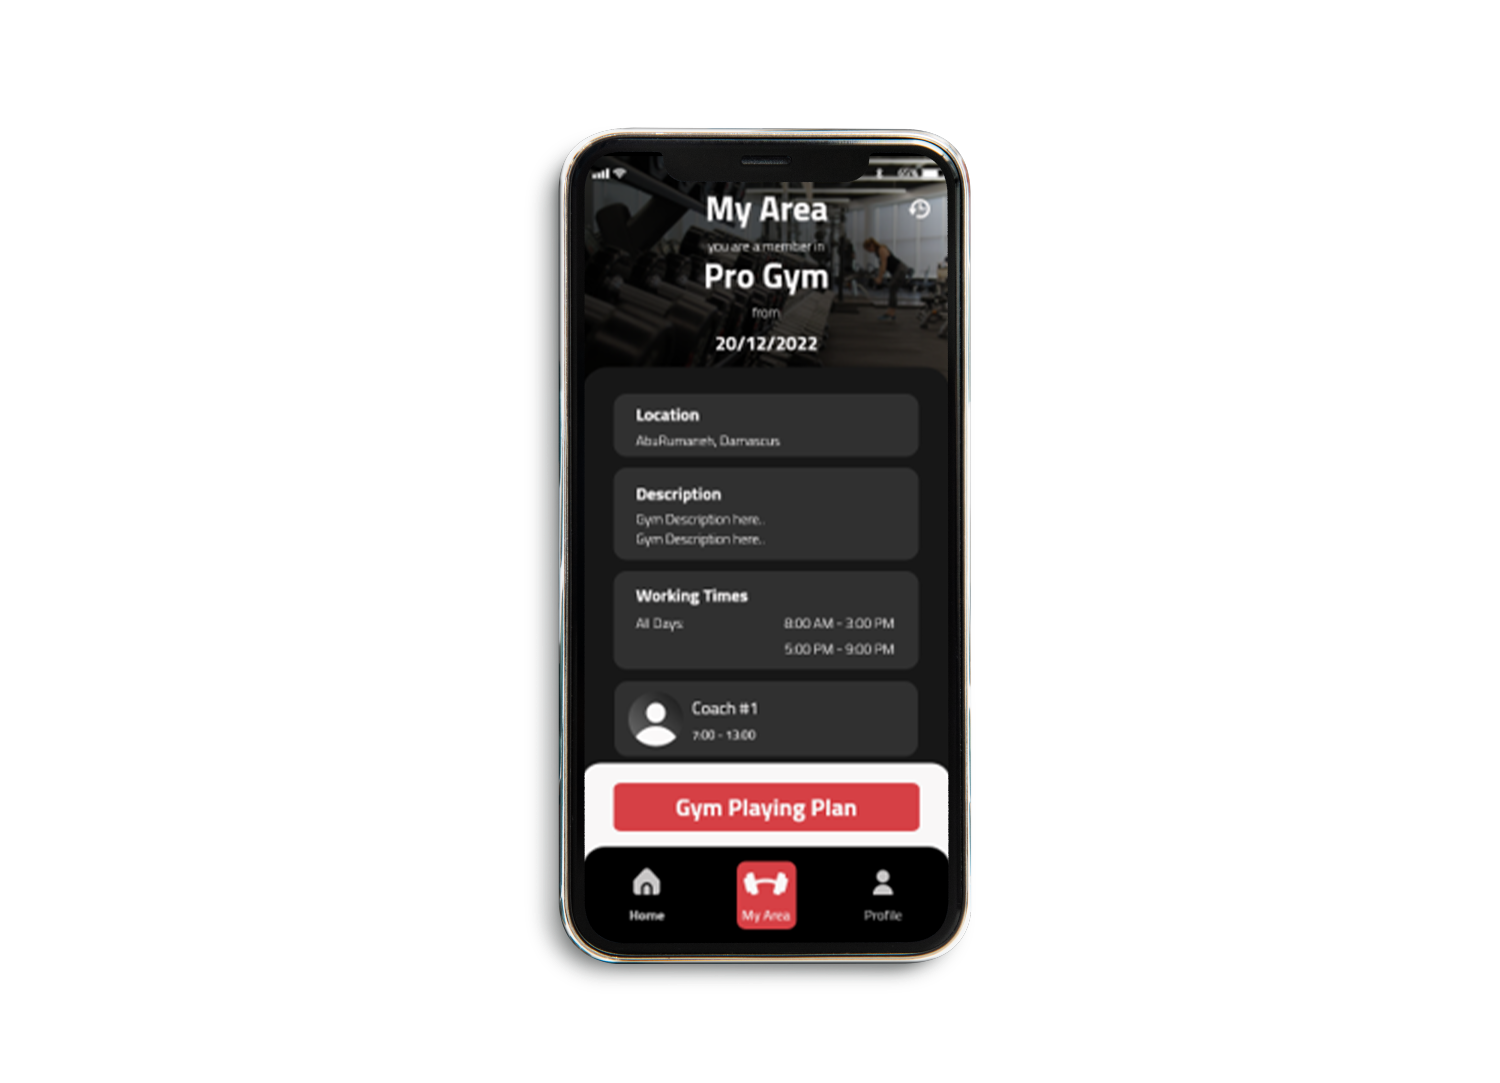 My Area
you are a member in
Pro Gym
from
20/12/2022
Location
AbuRumaneh, Damascus
Description
Gym Description here..
Gym Description here..
Working Times
All Days: 8:00 AM - 3:00 PM
5:00 PM - 9:00 PM
Coach #1
7:00 - 13:00
Gym Playing Plan
Home My Area Profile